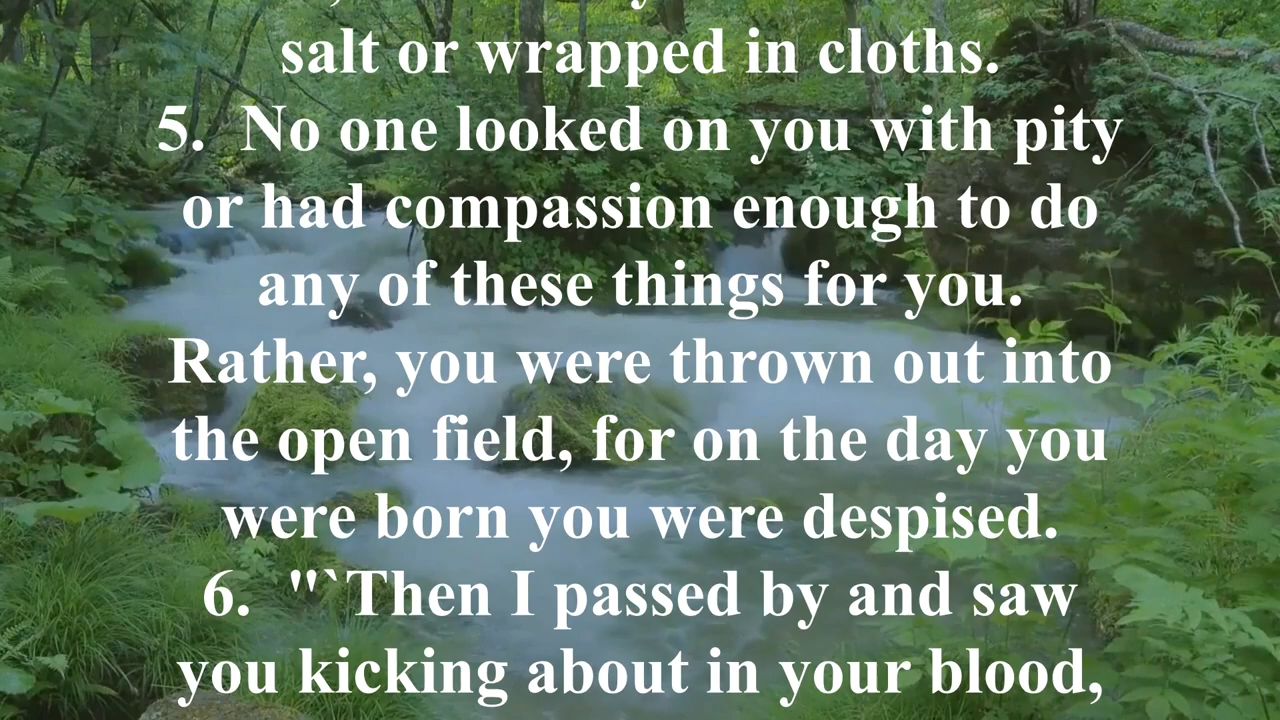 salt or wrapped in cloths.
5. No one looked on you with pity
or had compassion enough to do
any of these things for you.
Rather, you were thrown out into
the open field, for on the day you
were born you were despised.
6. "`Then I passed by and saw
you kicking about in your blood,